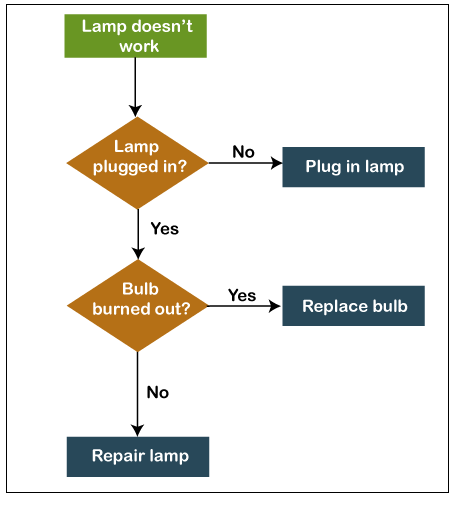 Lamp doesn't
work
Lamp
plugged in?
No
Plug in lamp
Yes
Bulb
burned out?
Yes
Replace bulb
No
Repair lamp